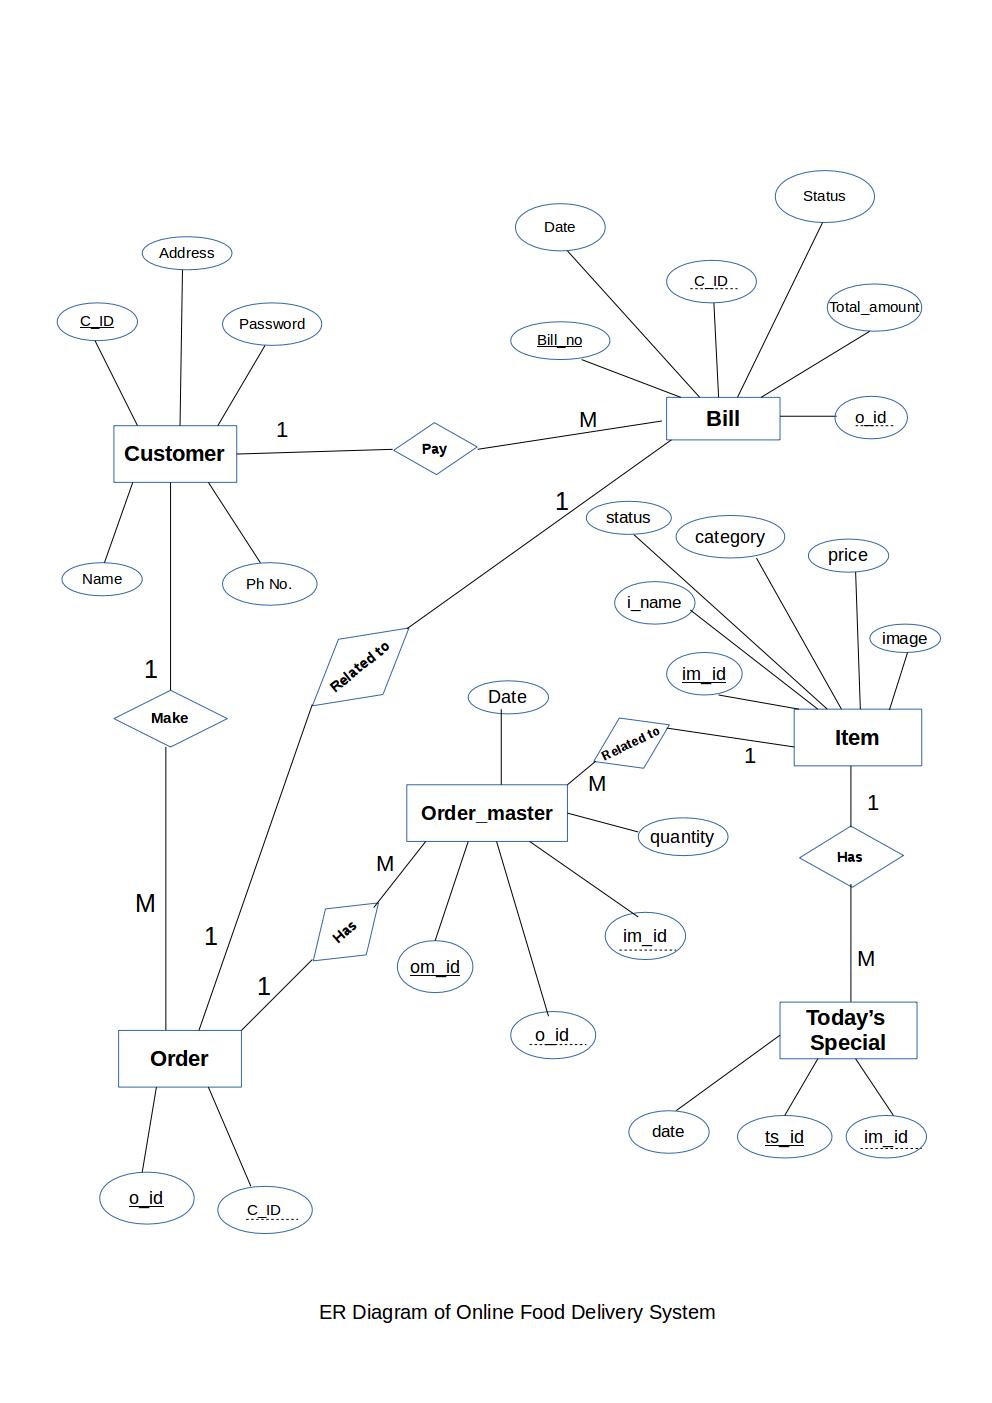 Status
Date
Address
C_ID
C_ID
Password
Total_amount
Bill_no
Bill
o_id
1
M
Customer
Pay
1
status
category
price
Name
Ph No.
i_name
image
Related to
1
im_id
Date
Make
Related to
Item
1
M
1
Order_master
quantity
Has
M
M
Has
im_id
1
om_id
M
1
Today’s
Special
o_id
Order
date
ts_id
im_id
o_id
C_ID
ER Diagram of Online Food Delivery System